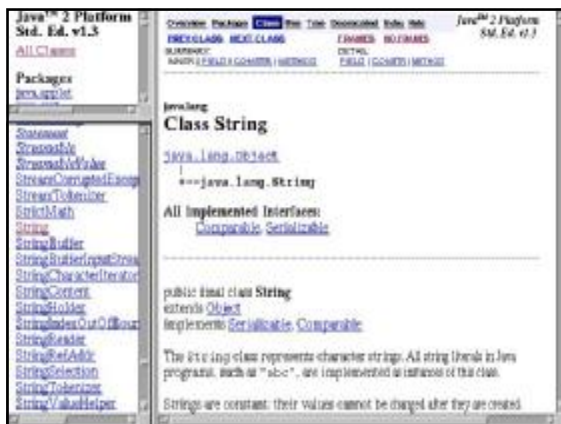 Java™ 2 Platform
Std. Ed. v1.3
All Classes
Packages
java.applet
Statement
Streamable
StreamableValue
StreamCorruptedExcep
StreamTokenizer
StrictMath
String
StringBuffer
StringBufferInputStrea
StringCharacterIterator
StringContent
StringHolder
StringIndexOutOfBoun
StringReader
StringRefAddr
StringSelection
StringTokenizer
StringValueHelper
Overview Package Class Use Tree Deprecated Index Help
Java™ 2 Platform
Std. Ed. v1.3
PREV CLASS NEXT CLASS
FRAMES NO FRAMES
SUMMARY:
INNER | FIELD | CONSTR | METHOD
DETAIL:
FIELD | CONSTR | METHOD
java.lang
Class String
java.lang.Object
|
+--java.lang.String
All Implemented Interfaces:
Comparable, Serializable
public final class String
extends Object
implements Serializable, Comparable
The String class represents character strings. All string literals in Java
programs, such as "abc", are implemented as instances of this class.
Strings are constant; their values cannot be changed after they are created.